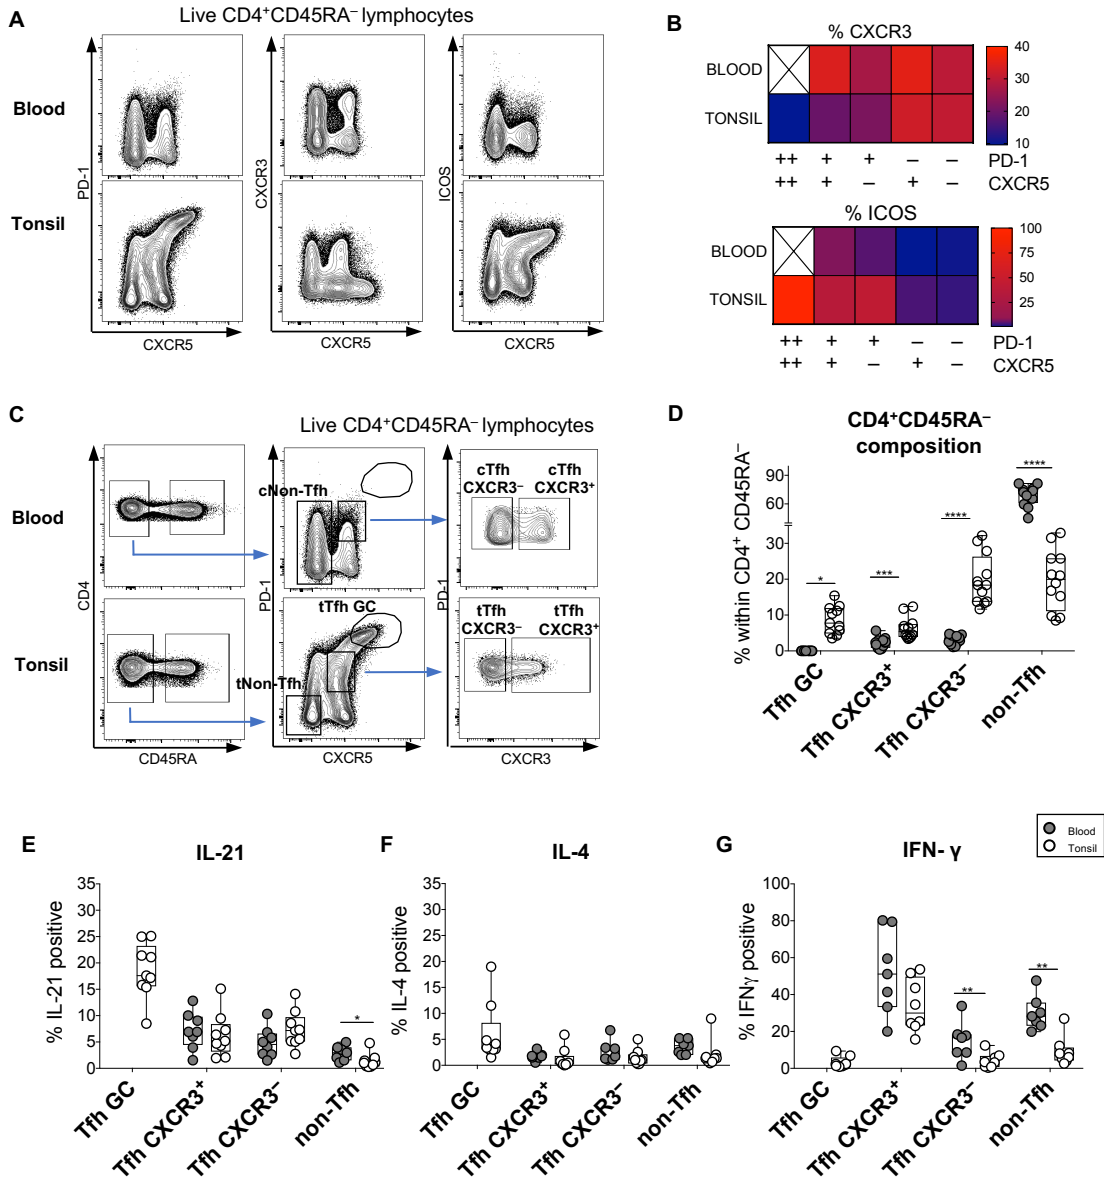 A
Live CD4⁺CD45RA⁻ lymphocytes
Blood
Tonsil
PD-1
CXCR3
ICOS
CXCR5
CXCR5
CXCR5
B
% CXCR3
BLOOD
TONSIL
40
30
20
10
++ + + − − PD-1
++ + − + − CXCR5
% ICOS
BLOOD
TONSIL
100
75
50
25
++ + + − − PD-1
++ + − + − CXCR5
C
Live CD4⁺CD45RA⁻ lymphocytes
Blood
Tonsil
CD4
CD45RA
cNon-Tfh
PD-1
tTfh GC
tNon-Tfh
CXCR5
cTfh CXCR3⁻
cTfh CXCR3⁺
PD-1
tTfh CXCR3⁻
tTfh CXCR3⁺
CXCR3
D
CD4⁺CD45RA⁻
composition
% within CD4⁺ CD45RA⁻
90
60
30
20
10
0
*
***
****
****
Tfh GC
Tfh CXCR3⁺
Tfh CXCR3⁻
non-Tfh
E
IL-21
% IL-21 positive
35
30
25
20
15
10
5
0
*
Tfh GC
Tfh CXCR3⁺
Tfh CXCR3⁻
non-Tfh
F
IL-4
% IL-4 positive
35
30
25
20
15
10
5
0
Tfh GC
Tfh CXCR3⁺
Tfh CXCR3⁻
non-Tfh
G
IFN- γ
% IFNγ positive
100
80
60
40
20
0
**
**
Tfh GC
Tfh CXCR3⁺
Tfh CXCR3⁻
non-Tfh
Blood
Tonsil